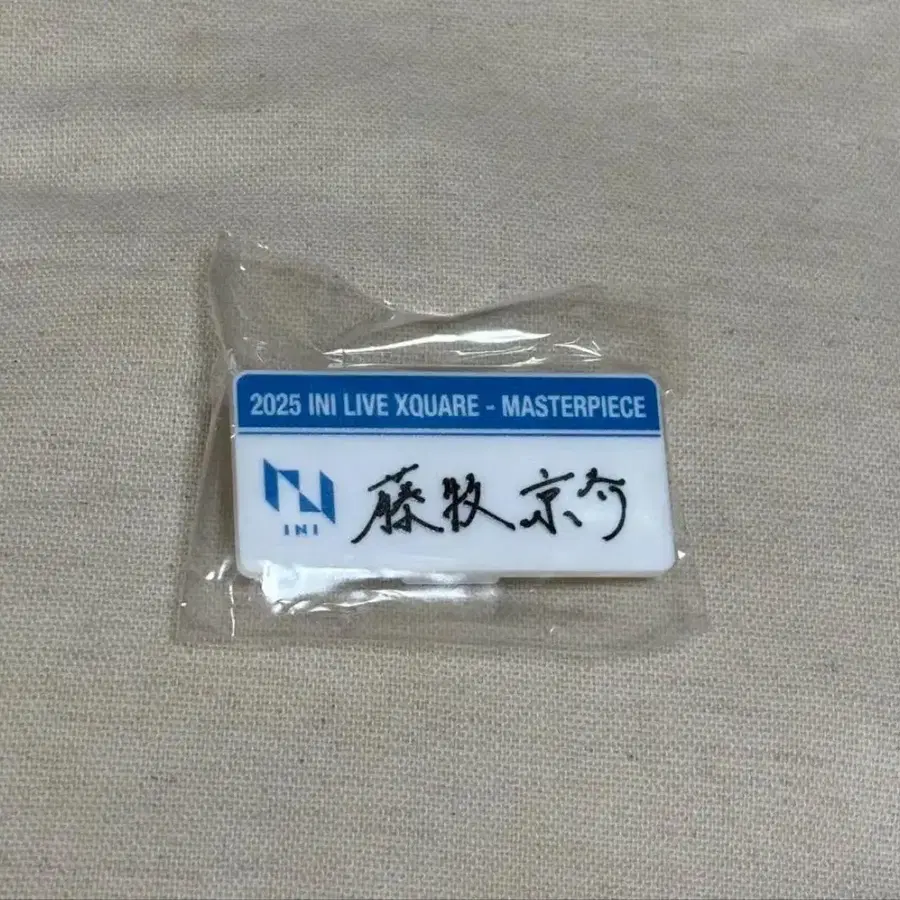 2025 INI LIVE XQUARE - MASTERPIECE
INI
藤牧 京介